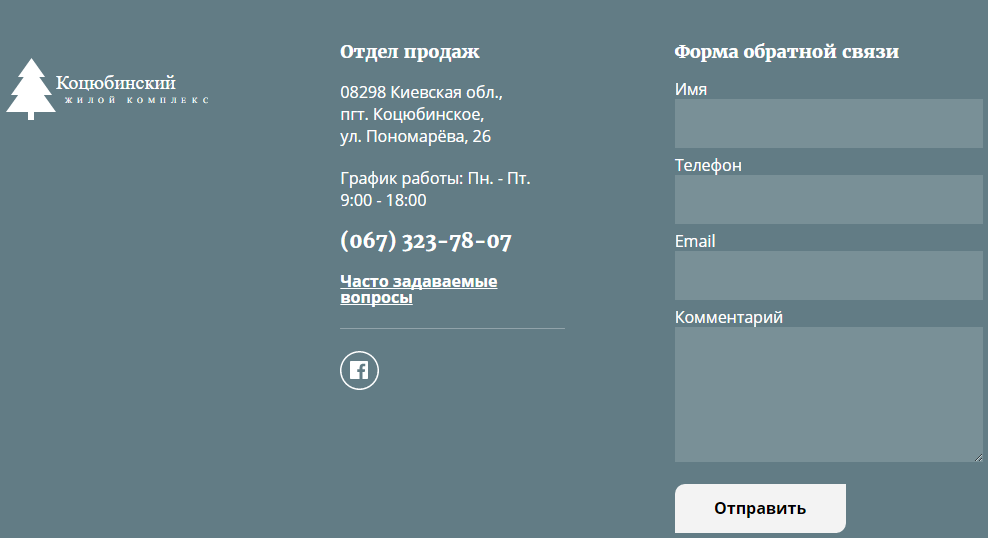 Коцюбинский
ЖИЛОЙ КОМПЛЕКС
Отдел продаж
08298 Киевская обл.,
пгт. Коцюбинское,
ул. Пономарёва, 26
График работы: Пн. - Пт.
9:00 - 18:00
(067) 323-78-07
Часто задаваемые
вопросы
Форма обратной связи
Имя
Телефон
Email
Комментарий
Отправить